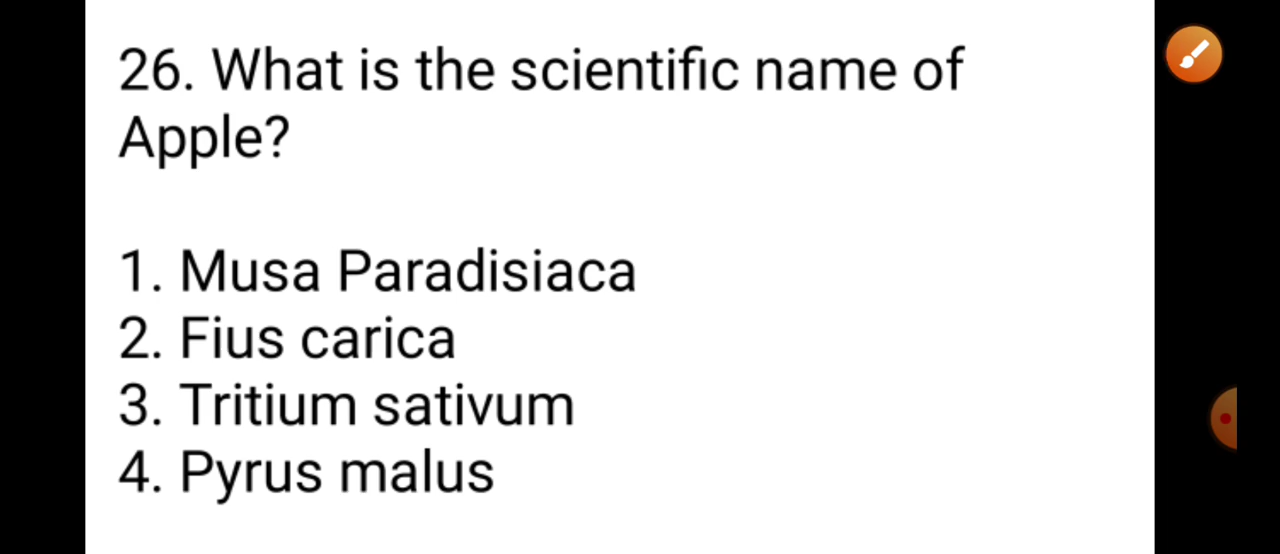 26. What is the scientific name of
Apple?
1. Musa Paradisiaca
2. Fius carica
3. Tritium sativum
4. Pyrus malus